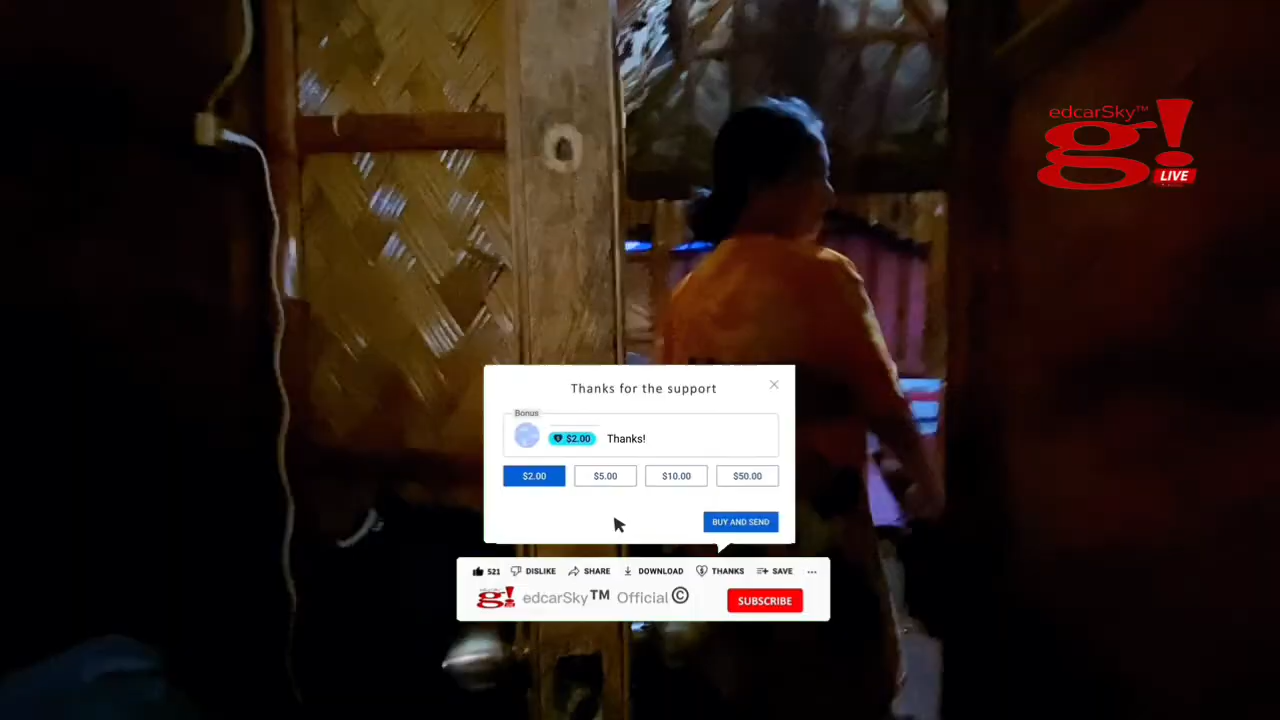 edcarSky™
g!
LIVE
Thanks for the support
Bonus
$2.00 Thanks!
$2.00 $5.00 $10.00 $50.00
BUY AND SEND
521 DISLIKE SHARE DOWNLOAD THANKS SAVE ...
g! edcarSky™ Official © SUBSCRIBE